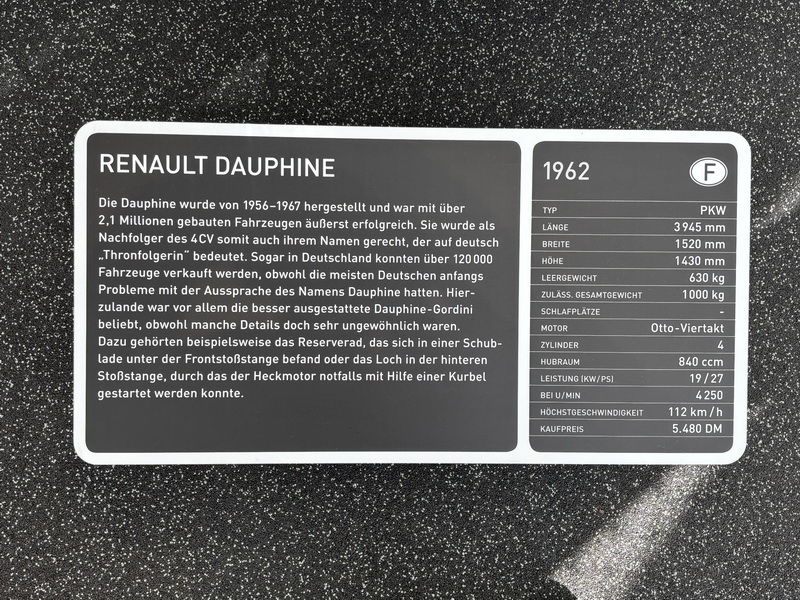 RENAULT DAUPHINE
Die Dauphine wurde von 1956–1967 hergestellt und war mit über
2,1 Millionen gebauten Fahrzeugen äußerst erfolgreich. Sie wurde als
Nachfolger des 4CV somit auch ihrem Namen gerecht, der auf deutsch
„Thronfolgerin“ bedeutet. Sogar in Deutschland konnten über 120 000
Fahrzeuge verkauft werden, obwohl die meisten Deutschen anfangs
Probleme mit der Aussprache des Namens Dauphine hatten. Hier-
zulande war vor allem die besser ausgestattete Dauphine-Gordini
beliebt, obwohl manche Details doch sehr ungewöhnlich waren.
Dazu gehörten beispielsweise das Reserverad, das sich in einer Schub-
lade unter der Frontstoßstange befand oder das Loch in der hinteren
Stoßstange, durch das der Heckmotor notfalls mit Hilfe einer Kurbel
gestartet werden konnte.
1962 F
TYP PKW
LÄNGE 3 945 mm
BREITE 1 520 mm
HÖHE 1 430 mm
LEERGEWICHT 630 kg
ZULÄSS. GESAMTGEWICHT 1 000 kg
SCHLAFPLÄTZE -
MOTOR Otto-Viertakt
ZYLINDER 4
HUBRAUM 840 ccm
LEISTUNG (KW/PS) 19 / 27
BEI U/MIN 4 250
HÖCHSTGESCHWINDIGKEIT 112 km / h
KAUFPREIS 5.480 DM